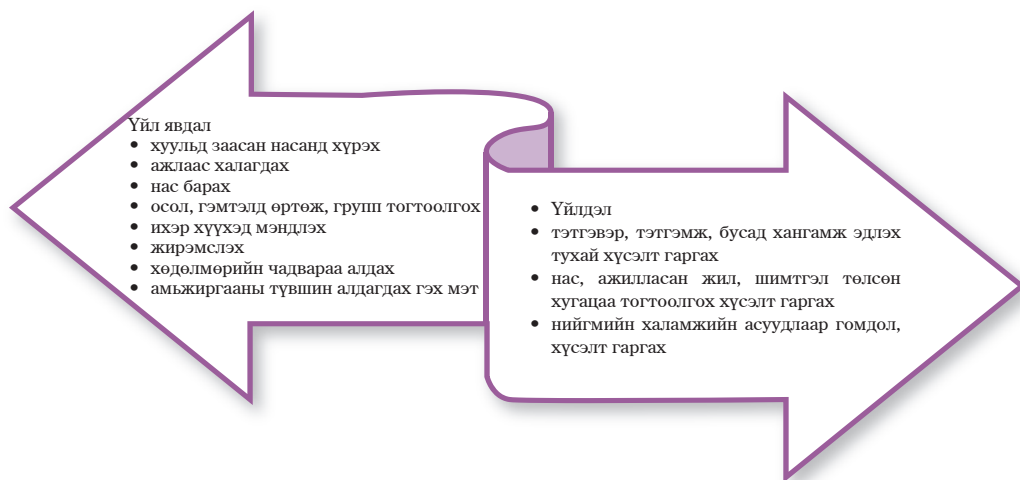 Үйл явдал
• хуульд заасан насанд хүрэх
• ажлаас халагдах
• нас барах
• осол, гэмтэлд өртөж, групп тогтоолгох
• ихэр хүүхэд мэндлэх
• жирэмслэх
• хөдөлмөрийн чадвараа алдах
• амьжиргааны түвшин алдагдах гэх мэт
• Үйлдэл
• тэтгэвэр, тэтгэмж, бусад хангамж эдлэх
тухай хүсэлт гаргах
• нас, ажилласан жил, шимтгэл төлсөн
хугацаа тогтоолгох хүсэлт гаргах
• нийгмийн халамжийн асуудлаар гомдол,
хүсэлт гаргах